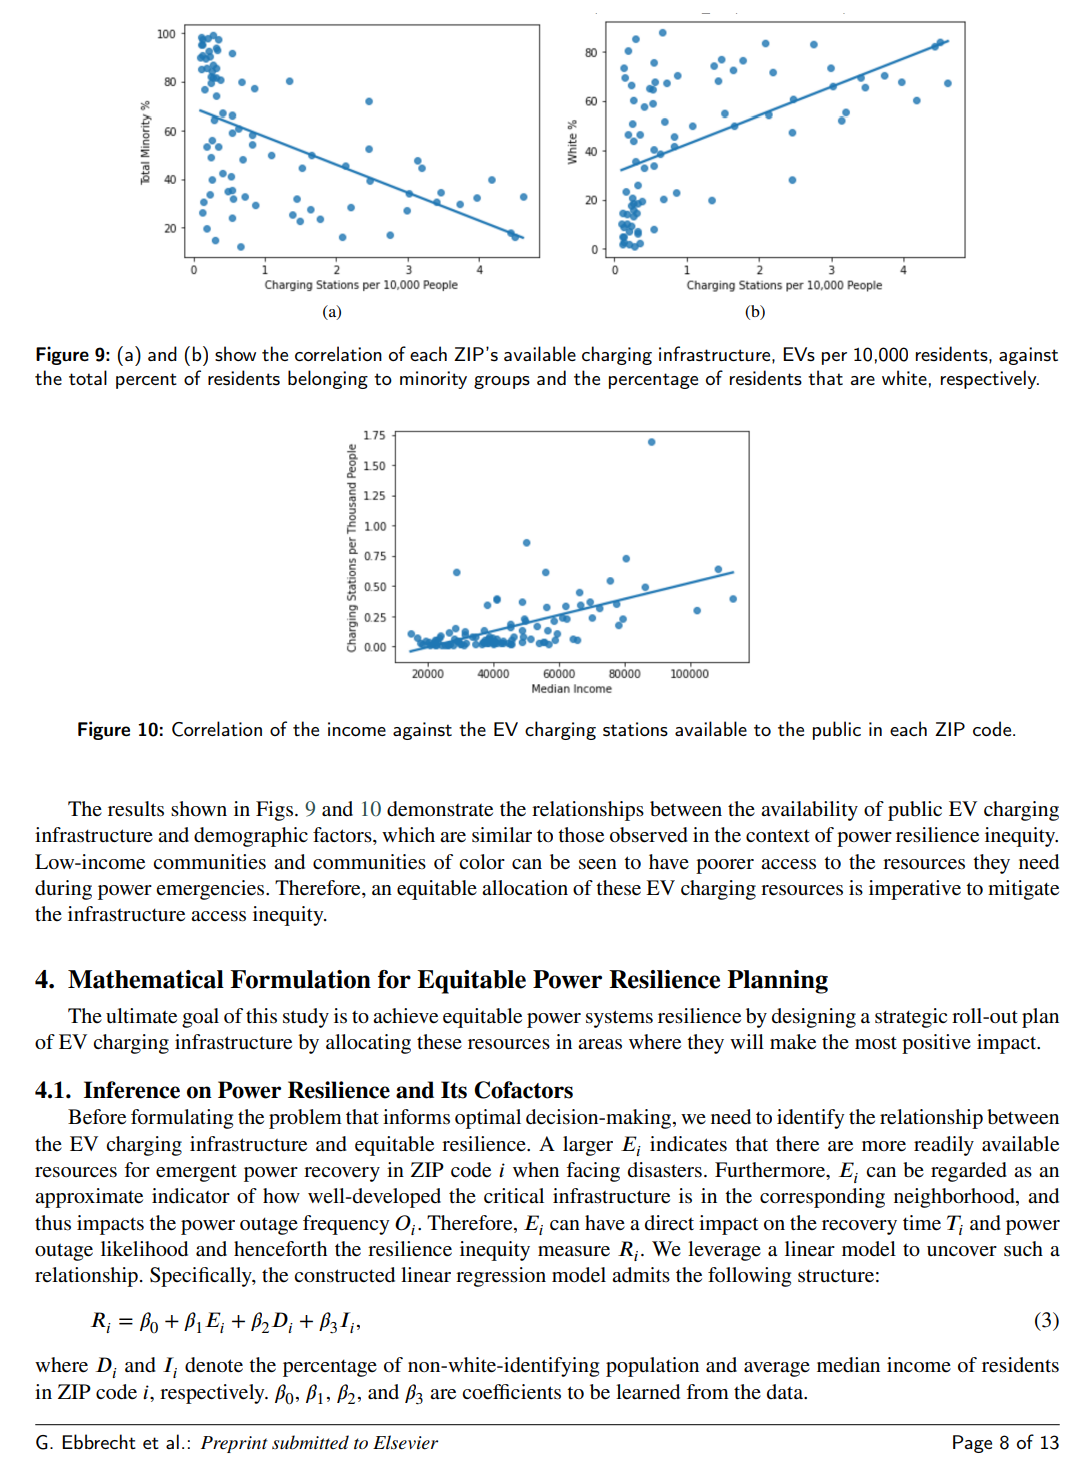 100
80
60
40
20
Total Minority %
0 1 2 3 4
Charging Stations per 10,000 People
(a)
80
60
40
20
0
White %
0 1 2 3 4
Charging Stations per 10,000 People
(b)
Figure 9: (a) and (b) show the correlation of each ZIP's available charging infrastructure, EVs per 10,000 residents, against
the total percent of residents belonging to minority groups and the percentage of residents that are white, respectively.
1.75
1.50
1.25
1.00
0.75
0.50
0.25
0.00
Charging Stations per Thousand People
20000 40000 60000 80000 100000
Median Income
Figure 10: Correlation of the income against the EV charging stations available to the public in each ZIP code.
The results shown in Figs. 9 and 10 demonstrate the relationships between the availability of public EV charging
infrastructure and demographic factors, which are similar to those observed in the context of power resilience inequity.
Low-income communities and communities of color can be seen to have poorer access to the resources they need
during power emergencies. Therefore, an equitable allocation of these EV charging resources is imperative to mitigate
the infrastructure access inequity.
4. Mathematical Formulation for Equitable Power Resilience Planning
The ultimate goal of this study is to achieve equitable power systems resilience by designing a strategic roll-out plan
of EV charging infrastructure by allocating these resources in areas where they will make the most positive impact.
4.1. Inference on Power Resilience and Its Cofactors
Before formulating the problem that informs optimal decision-making, we need to identify the relationship between
the EV charging infrastructure and equitable resilience. A larger E_i indicates that there are more readily available
resources for emergent power recovery in ZIP code i when facing disasters. Furthermore, E_i can be regarded as an
approximate indicator of how well-developed the critical infrastructure is in the corresponding neighborhood, and
thus impacts the power outage frequency O_i. Therefore, E_i can have a direct impact on the recovery time T_i and power
outage likelihood and henceforth the resilience inequity measure R_i. We leverage a linear model to uncover such a
relationship. Specifically, the constructed linear regression model admits the following structure:
R_i = β_0 + β_1 E_i + β_2 D_i + β_3 I_i, (3)
where D_i and I_i denote the percentage of non-white-identifying population and average median income of residents
in ZIP code i, respectively. β_0, β_1, β_2, and β_3 are coefficients to be learned from the data.
G. Ebbrecht et al.: Preprint submitted to Elsevier Page 8 of 13